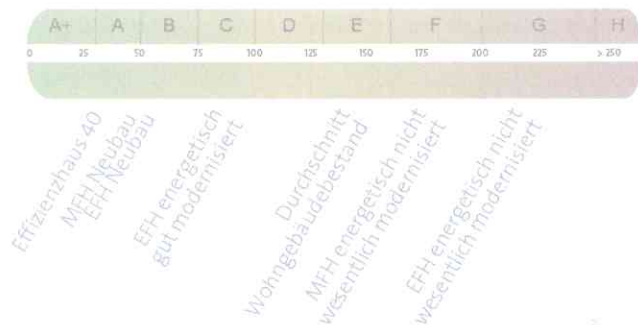 A+ A B C D E F G H
0 25 50 75 100 125 150 175 200 225 > 250
Effizienzhaus 40
MFH Neubau
EFH Neubau
EFH energetisch
gut modernisiert
Durchschnitt
Wohngebäudebestand
MFH energetisch nicht
wesentlich modernisiert
EFH energetisch nicht
wesentlich modernisiert